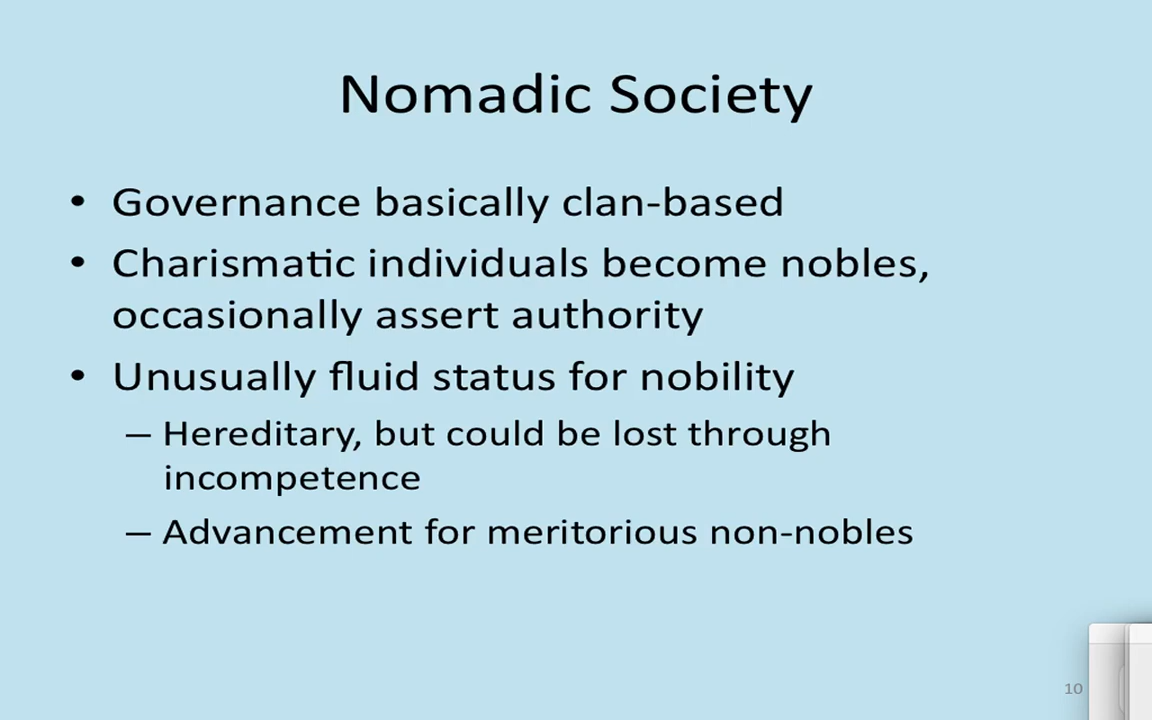 Nomadic Society
• Governance basically clan-based
• Charismatic individuals become nobles,
occasionally assert authority
• Unusually fluid status for nobility
– Hereditary, but could be lost through
incompetence
– Advancement for meritorious non-nobles
10